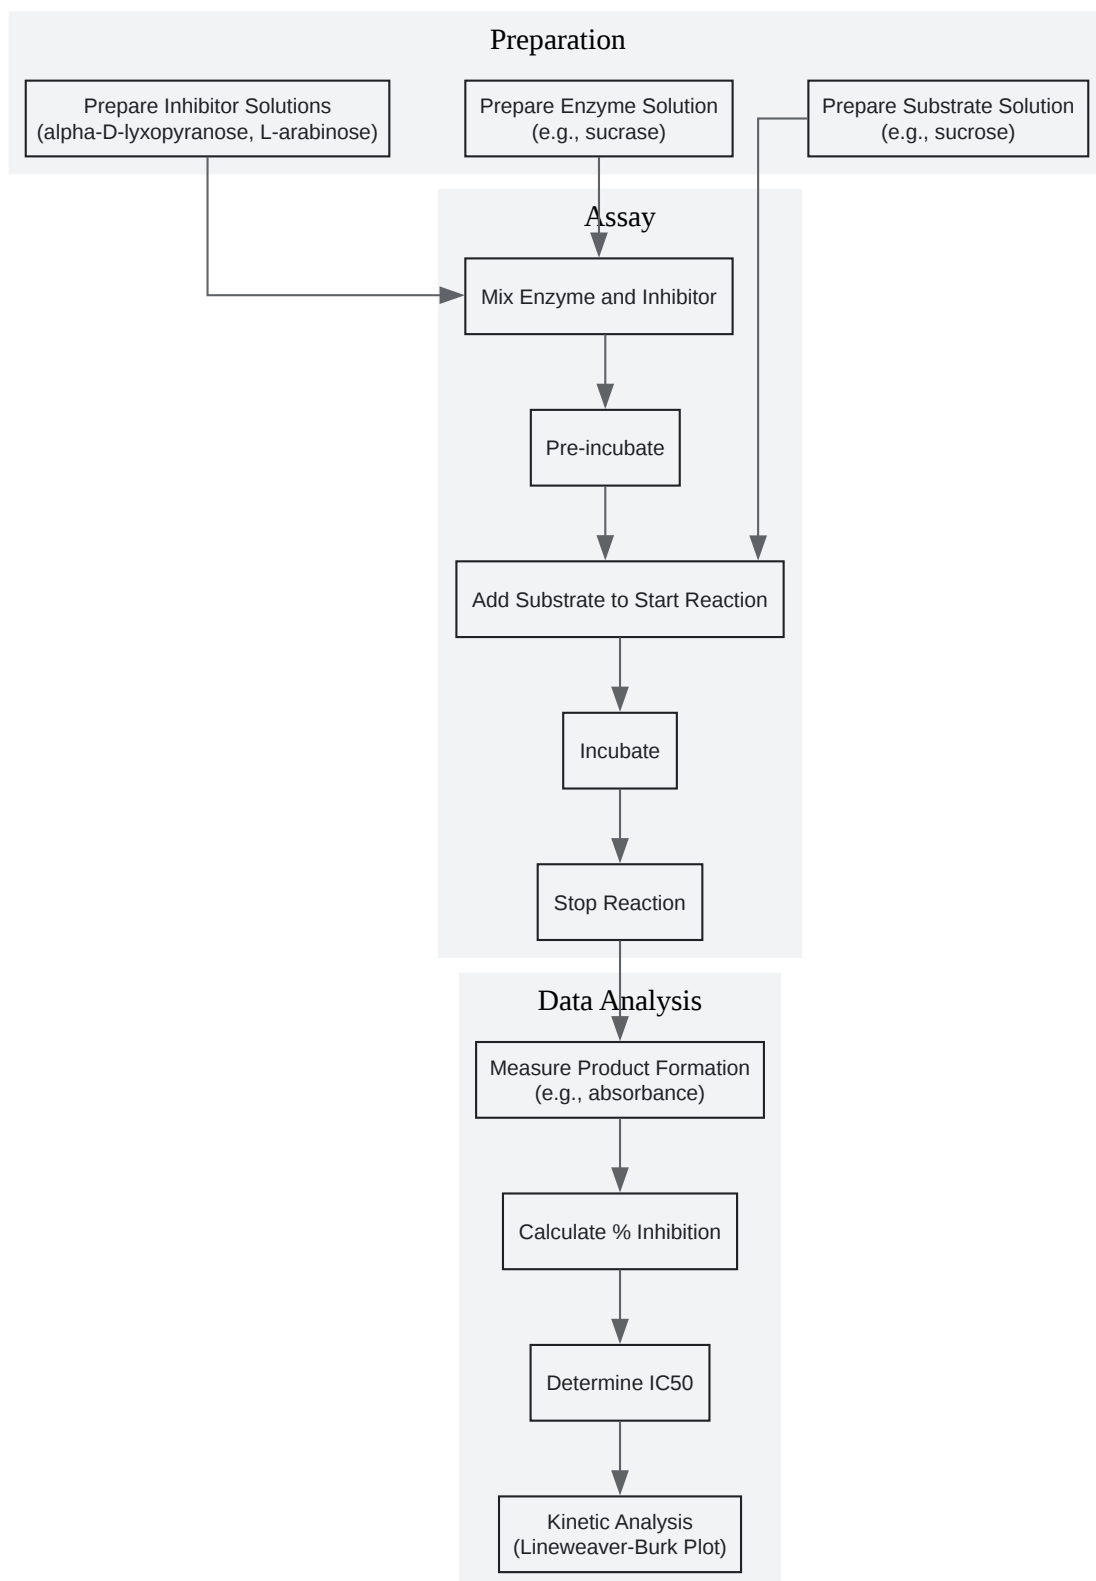 Preparation
Prepare Inhibitor Solutions
(alpha-D-lyxopyranose, L-arabinose)
Prepare Enzyme Solution
(e.g., sucrase)
Prepare Substrate Solution
(e.g., sucrose)
Assay
Mix Enzyme and Inhibitor
Pre-incubate
Add Substrate to Start Reaction
Incubate
Stop Reaction
Data Analysis
Measure Product Formation
(e.g., absorbance)
Calculate % Inhibition
Determine IC50
Kinetic Analysis
(Lineweaver-Burk Plot)